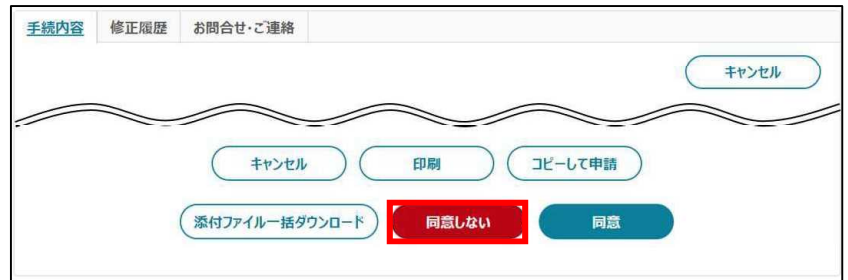 手続内容 修正履歴 お問合せ・ご連絡
キャンセル
キャンセル 印刷 コピーして申請
添付ファイル一括ダウンロード 同意しない 同意